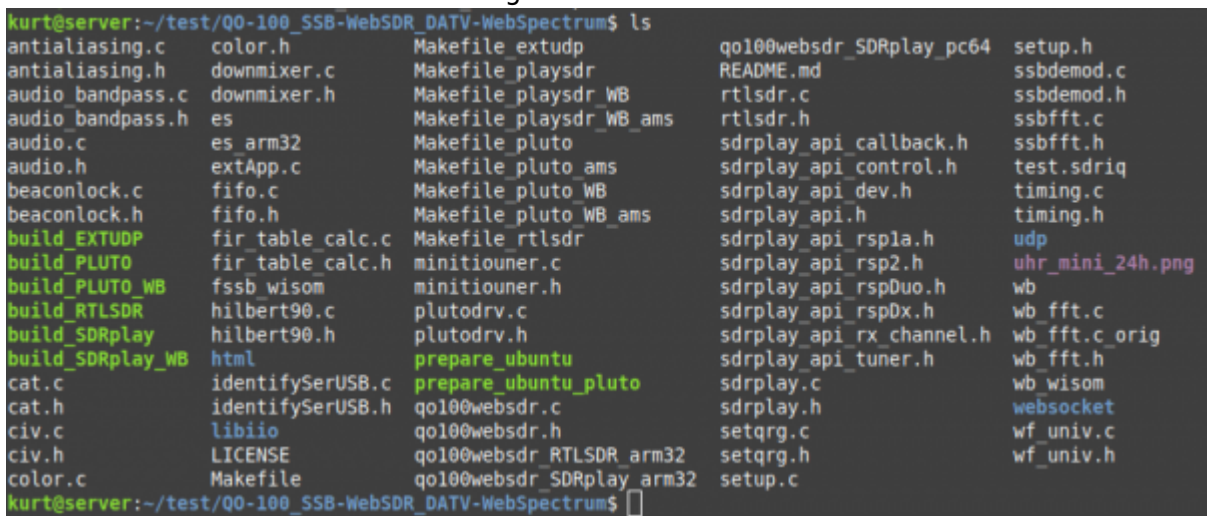 kurt@server:~/test/QO-100_SSB-WebSDR_DATV-WebSpectrum$ ls
antialiasing.c color.h Makefile_extudp qo100websdr_SDRplay_pc64 setup.h
antialiasing.h downmixer.c Makefile_playsdr README.md ssbdemod.c
audio_bandpass.c downmixer.h Makefile_playsdr_WB rtlsdr.c ssbdemod.h
audio_bandpass.h es Makefile_playsdr_WB_ams rtlsdr.h ssbfft.c
audio.c es_arm32 Makefile_pluto sdrplay_api_callback.h ssbfft.h
audio.h extApp.c Makefile_pluto_ams sdrplay_api_control.h test.sdriq
beaconlock.c fifo.c Makefile_pluto_WB sdrplay_api_dev.h timing.c
beaconlock.h fifo.h Makefile_pluto_WB_ams sdrplay_api.h timing.h
build_EXTUDP fir_table_calc.c Makefile_rtlsdr sdrplay_api_rsp1a.h udp
build_PLUTO fir_table_calc.h minitiouner.c sdrplay_api_rsp2.h uhr_mini_24h.png
build_PLUTO_WB fssb_wisom minitiouner.h sdrplay_api_rspDuo.h wb
build_RTLSDR hilbert90.c plutodrv.c sdrplay_api_rspDx.h wb_fft.c
build_SDRplay hilbert90.h plutodrv.h sdrplay_api_rx_channel.h wb_fft.c_orig
build_SDRplay_WB html prepare_ubuntu sdrplay_api_tuner.h wb_fft.h
cat.c identifySerUSB.c prepare_ubuntu_pluto sdrplay.c wb_wisom
cat.h identifySerUSB.h qo100websdr.c sdrplay.h websocket
civ.c libiio qo100websdr.h setqrg.c wf_univ.c
civ.h LICENSE qo100websdr_RTLSDR_arm32 setqrg.h wf_univ.h
color.c Makefile qo100websdr_SDRplay_arm32 setup.c
kurt@server:~/test/QO-100_SSB-WebSDR_DATV-WebSpectrum$